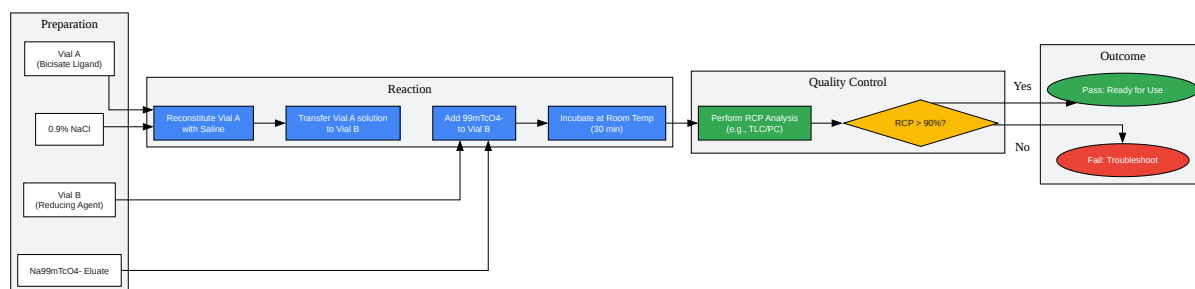 Preparation
Vial A
(Bicisate Ligand)
0.9% NaCl
Vial B
(Reducing Agent)
Na99mTcO4- Eluate
Reaction
Reconstitute Vial A
with Saline
Transfer Vial A solution
to Vial B
Add 99mTcO4-
to Vial B
Incubate at Room Temp
(30 min)
Quality Control
Perform RCP Analysis
(e.g., TLC/PC)
RCP > 90%?
Yes
No
Outcome
Pass: Ready for Use
Fail: Troubleshoot